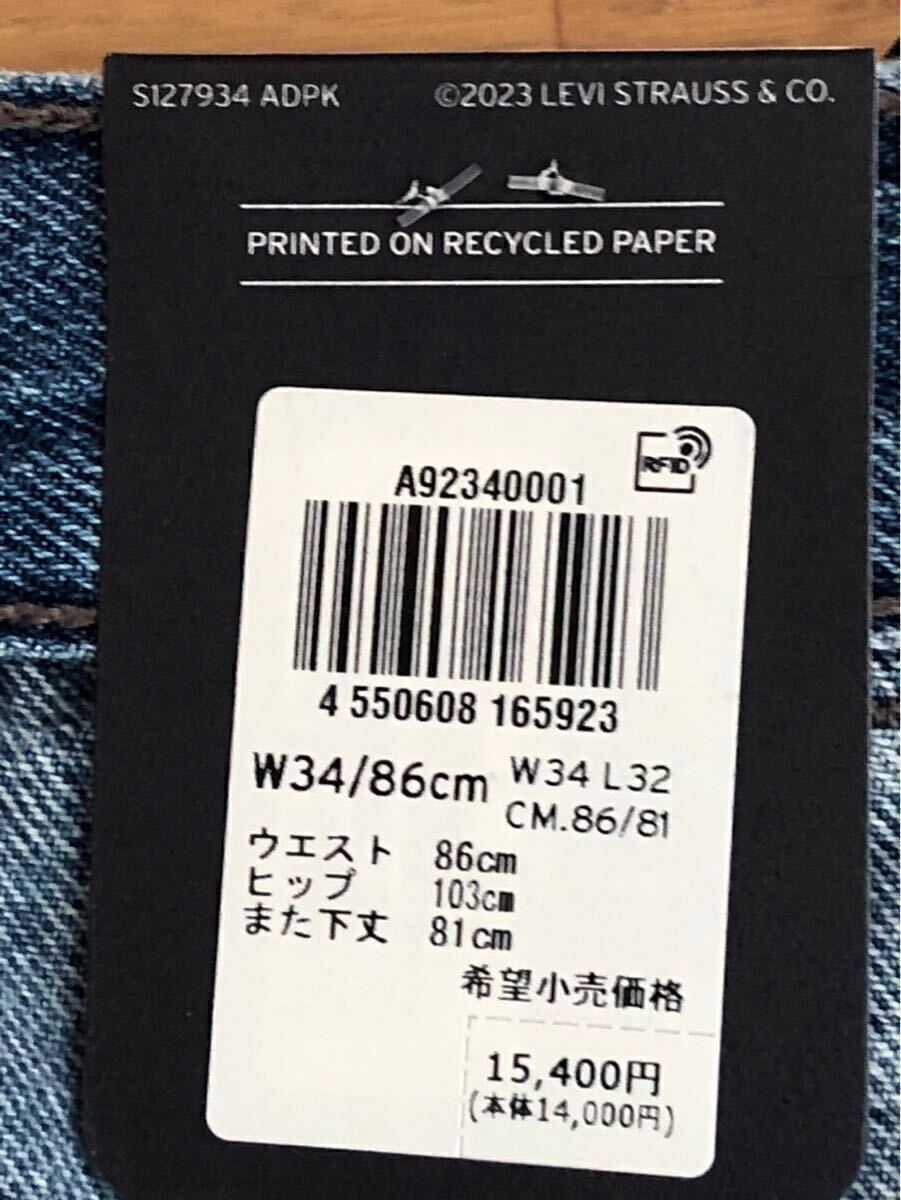 S127934 ADPK ©2023 LEVI STRAUSS & CO.
PRINTED ON RECYCLED PAPER
RFID
A92340001
4 550608 165923
W34/86cm W34 L32
CM.86/81
ウエスト 86cm
ヒップ 103cm
また下丈 81cm
希望小売価格
15,400円
(本体14,000円)